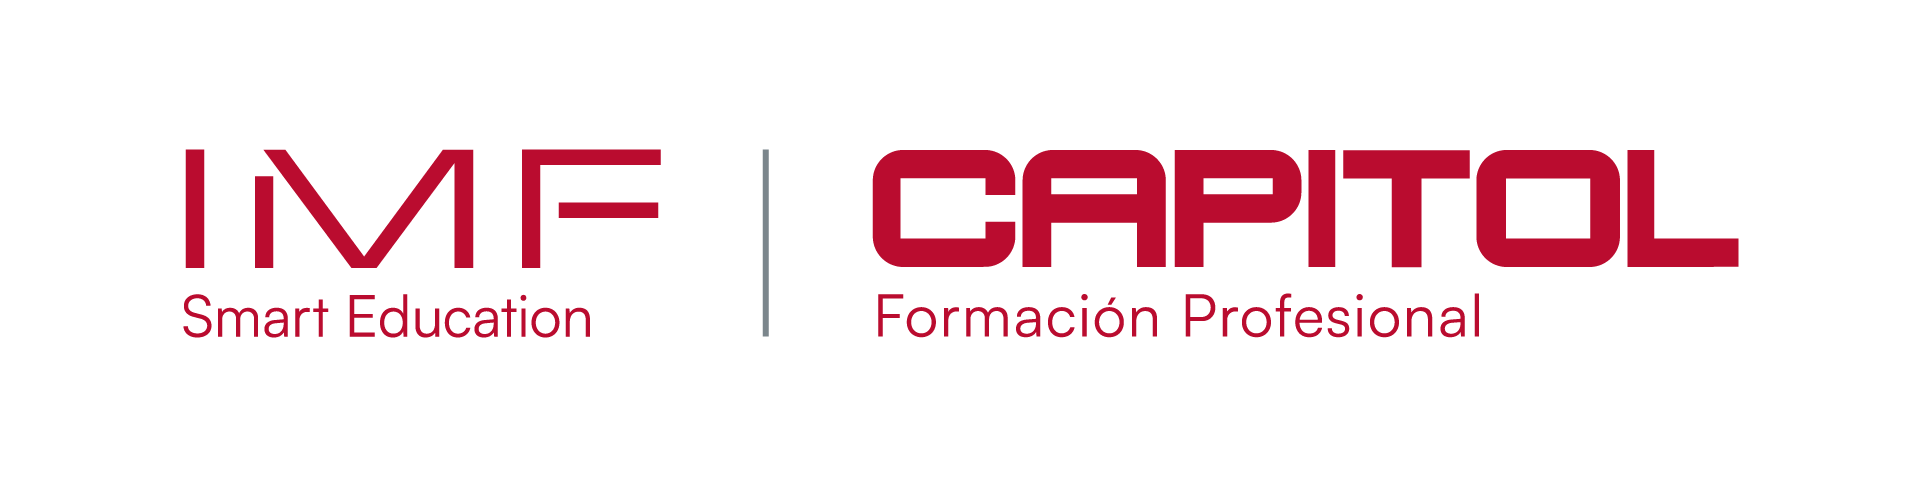 IMF
Smart Education
CAPITOL
Formación Profesional